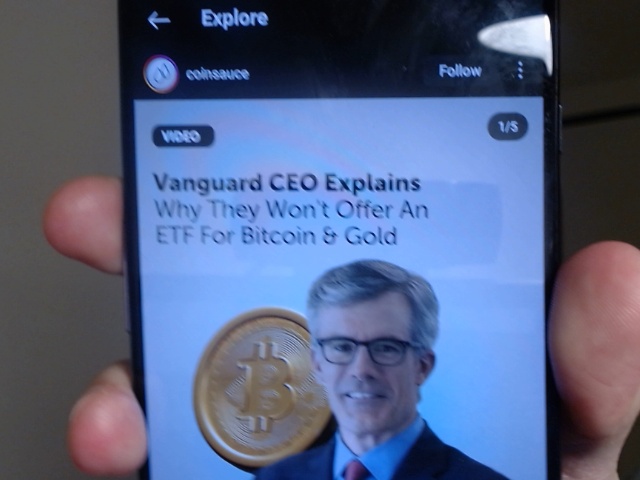 Explore
coinsauce
Follow
VIDEO
1/5
Vanguard CEO Explains
Why They Won't Offer An
ETF For Bitcoin & Gold